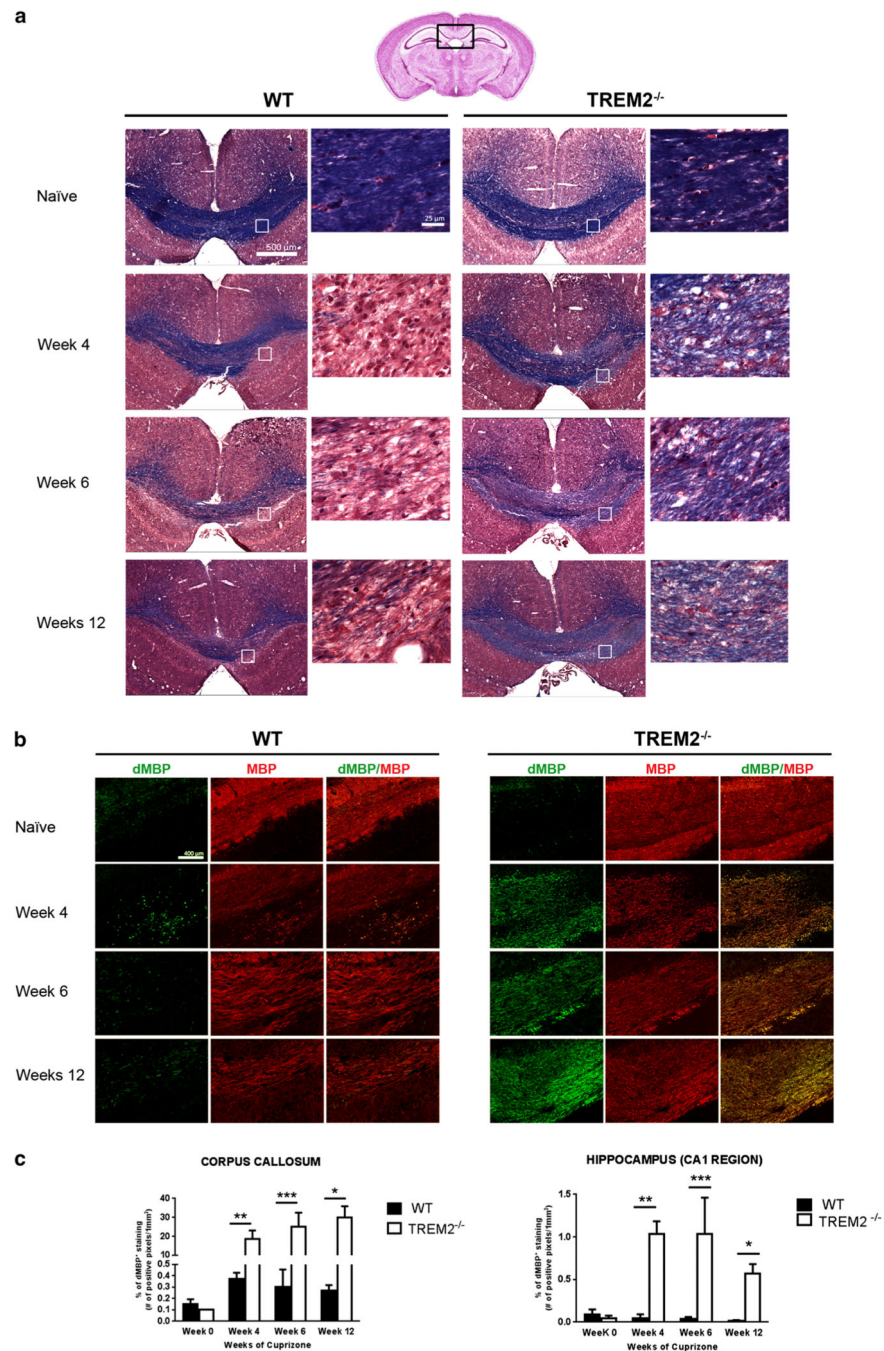 a
WT
TREM2-/-
Naïve
25 µm
500 µm
Week 4
Week 6
Weeks 12
b
WT
TREM2-/-
dMBP
MBP
dMBP/MBP
dMBP
MBP
dMBP/MBP
Naïve
400 µm
Week 4
Week 6
Weeks 12
c
CORPUS CALLOSUM
% of dMBP+ staining
(# of positive pixels/1mm2)
40
30
20
10
0.5
0.4
0.3
0.2
0.1
0.1
**
***
*
WT
TREM2-/-
Week 0
Week 4
Week 6
Week 12
Weeks of Cuprizone
HIPPOCAMPUS (CA1 REGION)
% of dMBP+ staining
(# of positive pixels/1mm2)
1.5
1.0
0.5
0.0
**
***
*
WT
TREM2 -/-
WeeK 0
Week 4
Week 6
Week 12
Weeks of Cuprizone